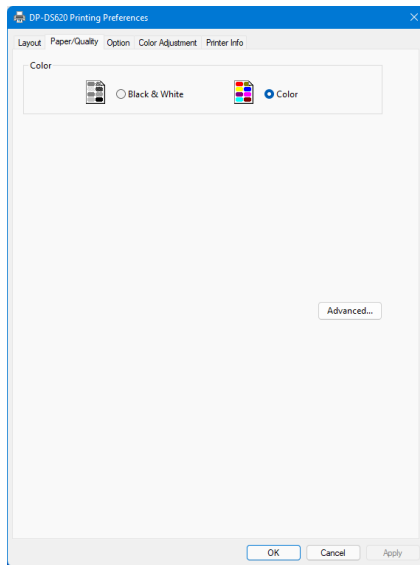 DP-DS620 Printing Preferences
Layout Paper/Quality Option Color Adjustment Printer Info
Color
Black & White Color
Advanced...
OK Cancel Apply